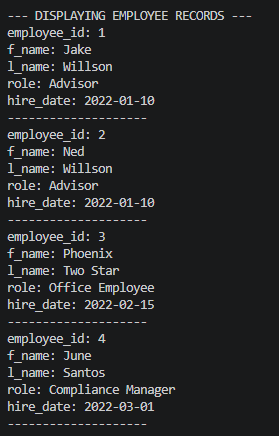 --- DISPLAYING EMPLOYEE RECORDS ---
employee_id: 1
f_name: Jake
l_name: Willson
role: Advisor
hire_date: 2022-01-10
--------------------
employee_id: 2
f_name: Ned
l_name: Willson
role: Advisor
hire_date: 2022-01-10
--------------------
employee_id: 3
f_name: Phoenix
l_name: Two Star
role: Office Employee
hire_date: 2022-02-15
--------------------
employee_id: 4
f_name: June
l_name: Santos
role: Compliance Manager
hire_date: 2022-03-01
--------------------